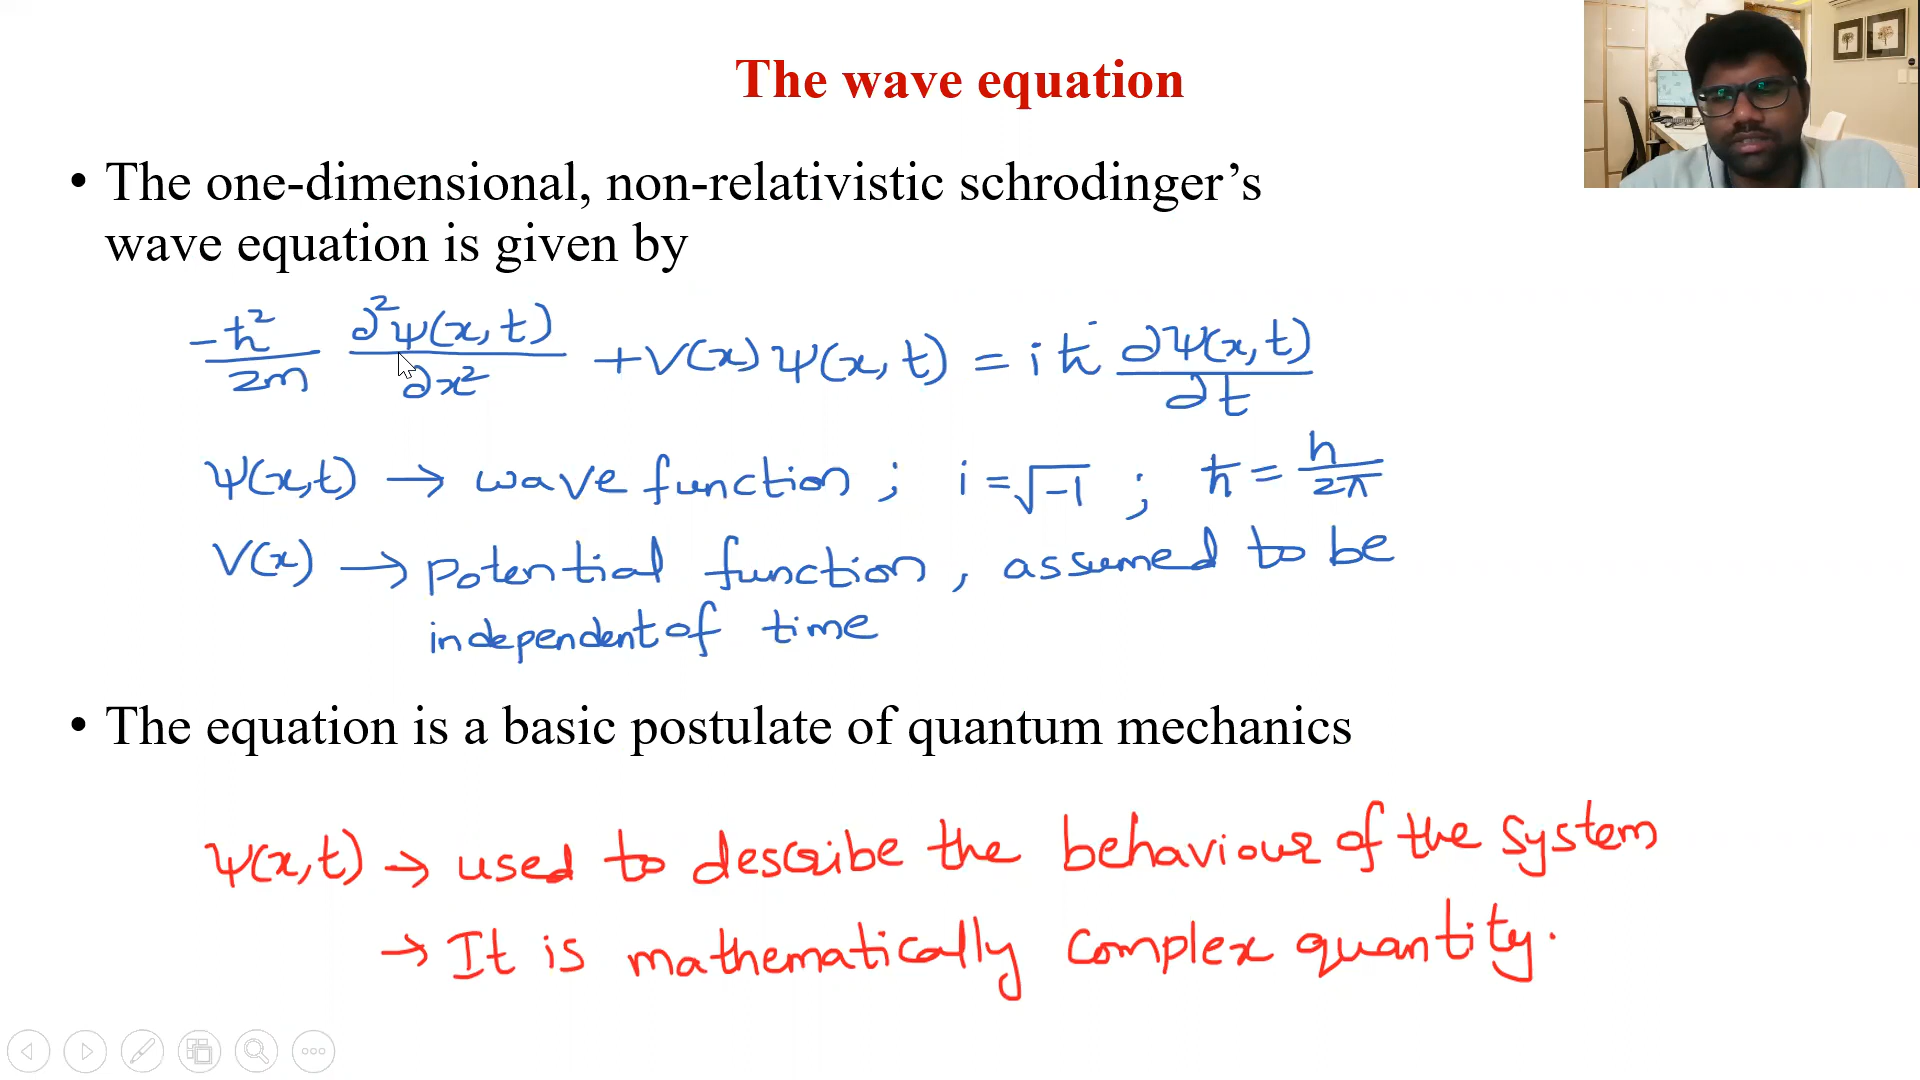 The wave equation
• The one-dimensional, non-relativistic schrodinger’s
wave equation is given by
-ℏ²/2m ∂²ψ(x,t)/∂x² + V(x) ψ(x,t) = iℏ ∂ψ(x,t)/∂t
ψ(x,t) → wave function ; i = √-1 ; ℏ = h/2π
V(x) → potential function, assumed to be
independent of time
• The equation is a basic postulate of quantum mechanics
ψ(x,t) → used to describe the behaviour of the system
→ It is mathematically complex quantity.